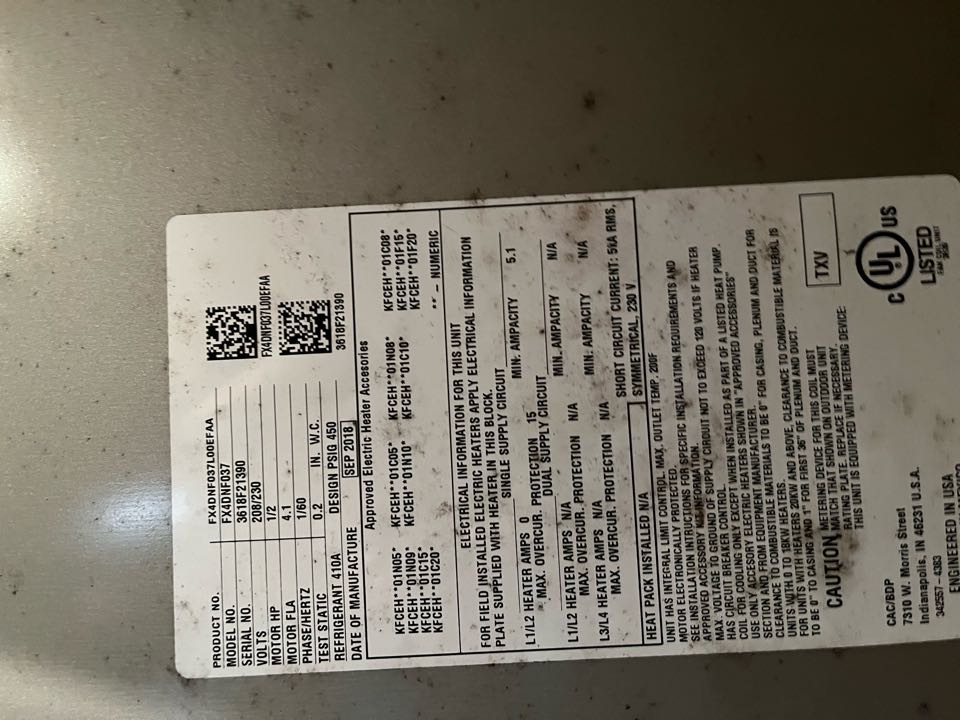 PRODUCT NO. FX4DNF037L00EFAA
MODEL NO. FX4DNF037
SERIAL NO. 3618F21390
VOLTS 208/230
MOTOR HP 1/2
MOTOR FLA 4.1
PHASE/HERTZ 1/60
TEST STATIC 0.2 IN. W.C.
REFRIGERANT 410A DESIGN PSIG 450
DATE OF MANUFACTURE SEP 2018
FX4DNF037L00EFAA
3618F21390
Approved Electric Heater Accesories
KFCEH**01N05* KFCEH**01C05* KFCEH**01N08* KFCEH**01C08*
KFCEH**01N09* KFCEH**01N10* KFCEH**01C10* KFCEH**01F15*
KFCEH**01C15* KFCEH**01F20*
KFCEH**01C20* ** - NUMERIC
ELECTRICAL INFORMATION FOR THIS UNIT
FOR FIELD INSTALLED ELECTRIC HEATERS APPLY ELECTRICAL INFORMATION
PLATE SUPPLIED WITH HEATER IN THIS BLOCK.
SINGLE SUPPLY CIRCUIT
L1/L2 HEATER AMPS 0 MIN. AMPACITY 5.1
MAX. OVERCUR. PROTECTION 15
DUAL SUPPLY CIRCUIT
L1/L2 HEATER AMPS N/A MIN. AMPACITY N/A
MAX. OVERCUR. PROTECTION N/A
L3/L4 HEATER AMPS N/A MIN. AMPACITY N/A
MAX. OVERCUR. PROTECTION N/A
SHORT CIRCUIT CURRENT: 5kA RMS,
HEAT PACK INSTALLED N/A SYMMETRICAL, 230 V
UNIT HAS INTEGRAL LIMIT CONTROL. MAX. OUTLET TEMP. 200F
MOTOR ELECTRONICALLY PROTECTED.
SEE INSTALLATION INTRUCTIONS FOR SPECIFIC INSTALLATION REQUIREMENTS AND
APPROVED ACCESSORY INFORMATION.
MAX. VOLTAGE TO GROUND OF SUPPLY CIRCUIT NOT TO EXCEED 120 VOLTS IF HEATER
HAS CIRCUIT BREAKER CONTROL.
COIL FOR COOLING ONLY EXCEPT WHEN INSTALLED AS PART OF A LISTED HEAT PUMP.
USE ONLY ACCESSORY ELECTRIC HEATERS SHOWN IN "APPROVED ACCESSORIES"
SECTION AND FROM EQUIPMENT MANUFACTURER.
CLEARANCE TO COMBUSTIBLE MATERIALS TO BE 0" FOR CASING, PLENUM AND DUCT FOR
UNITS WITH 0 TO 18KW HEATERS.
FOR UNITS WITH HEATERS 20KW AND ABOVE, CLEARANCE TO COMBUSTIBLE MATERIAL IS
TO BE 0" TO CASING AND 1" FOR FIRST 36" OF PLENUM AND DUCT.
CAUTION METERING DEVICE FOR THIS COIL MUST
MATCH THAT SHOWN ON OUTDOOR UNIT
RATING PLATE. REPLACE IF NECESSARY.
THIS UNIT IS EQUIPPED WITH METERING DEVICE:
TXV
CAC/BDP
7310 W. Morris Street
Indianapolis, IN 46231 U.S.A.
342557-4383
ENGINEERED IN USA
C UL US
LISTED